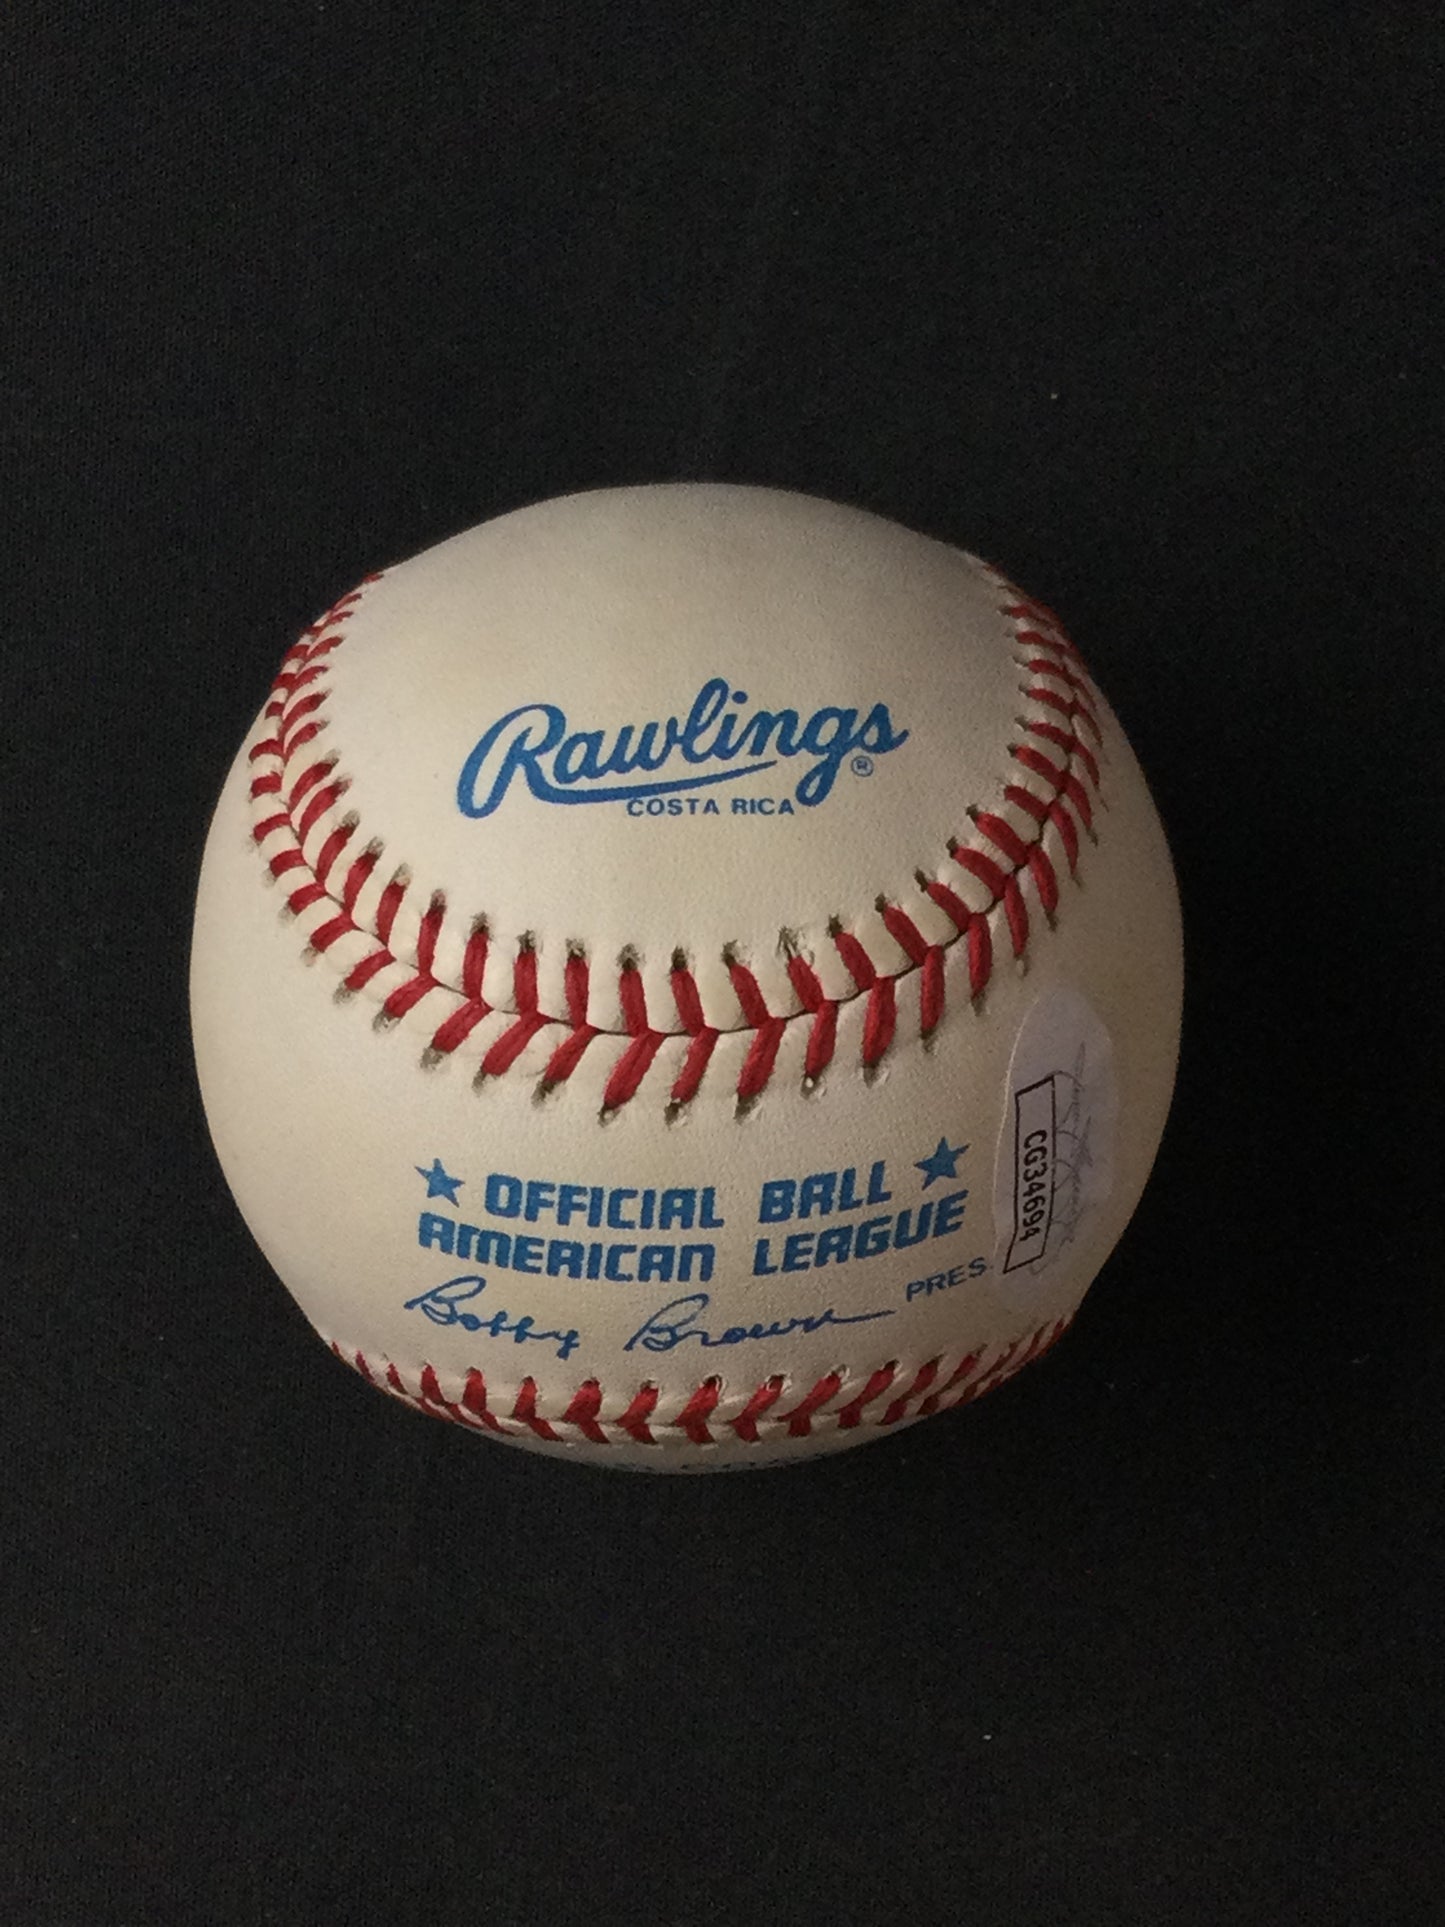 Rawlings®
COSTA RICA
★ OFFICIAL BALL ★
AMERICAN LEAGUE
Bobby Brown PRES.
CG34694